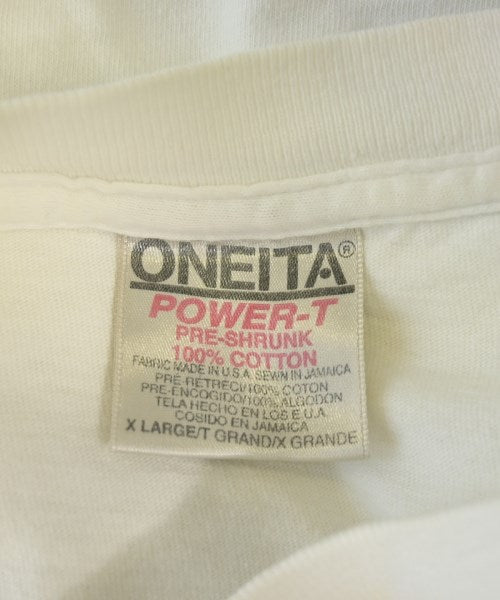 ONEITA®
POWER-T
PRE-SHRUNK
100% COTTON
FABRIC MADE IN U.S.A. SEWN IN JAMAICA
PRE-RETRECI/100% COTON
PRE-ENCOGIDO/100% ALGODON
TELA HECHO EN LOS E.U.A.
COSIDO EN JAMAICA
X LARGE/T GRAND/X GRANDE